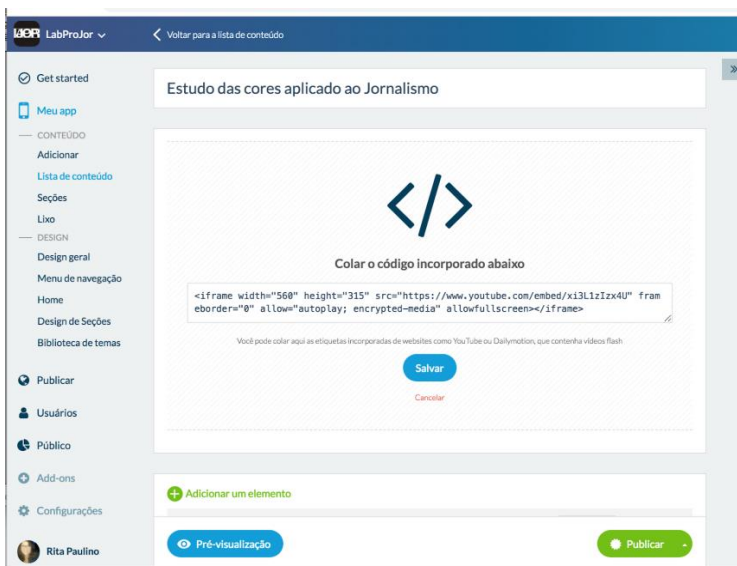 LabProJor
Voltar para a lista de conteúdo
Get started
Meu app
CONTEÚDO
Adicionar
Lista de conteúdo
Seções
Lixo
DESIGN
Design geral
Menu de navegação
Home
Design de Seções
Biblioteca de temas
Publicar
Usuários
Público
Add-ons
Configurações
Rita Paulino
Estudo das cores aplicado ao Jornalismo
</>
Colar o código incorporado abaixo
<iframe width="560" height="315" src="https://www.youtube.com/embed/xi3L1zIzx4U" fram
eborder="0" allow="autoplay; encrypted-media" allowfullscreen></iframe>
Você pode colar aqui as etiquetas incorporadas de websites como YouTube ou Dailymotion, que contenha vídeos flash
Salvar
Cancelar
Adicionar um elemento
Pré-visualização
Publicar